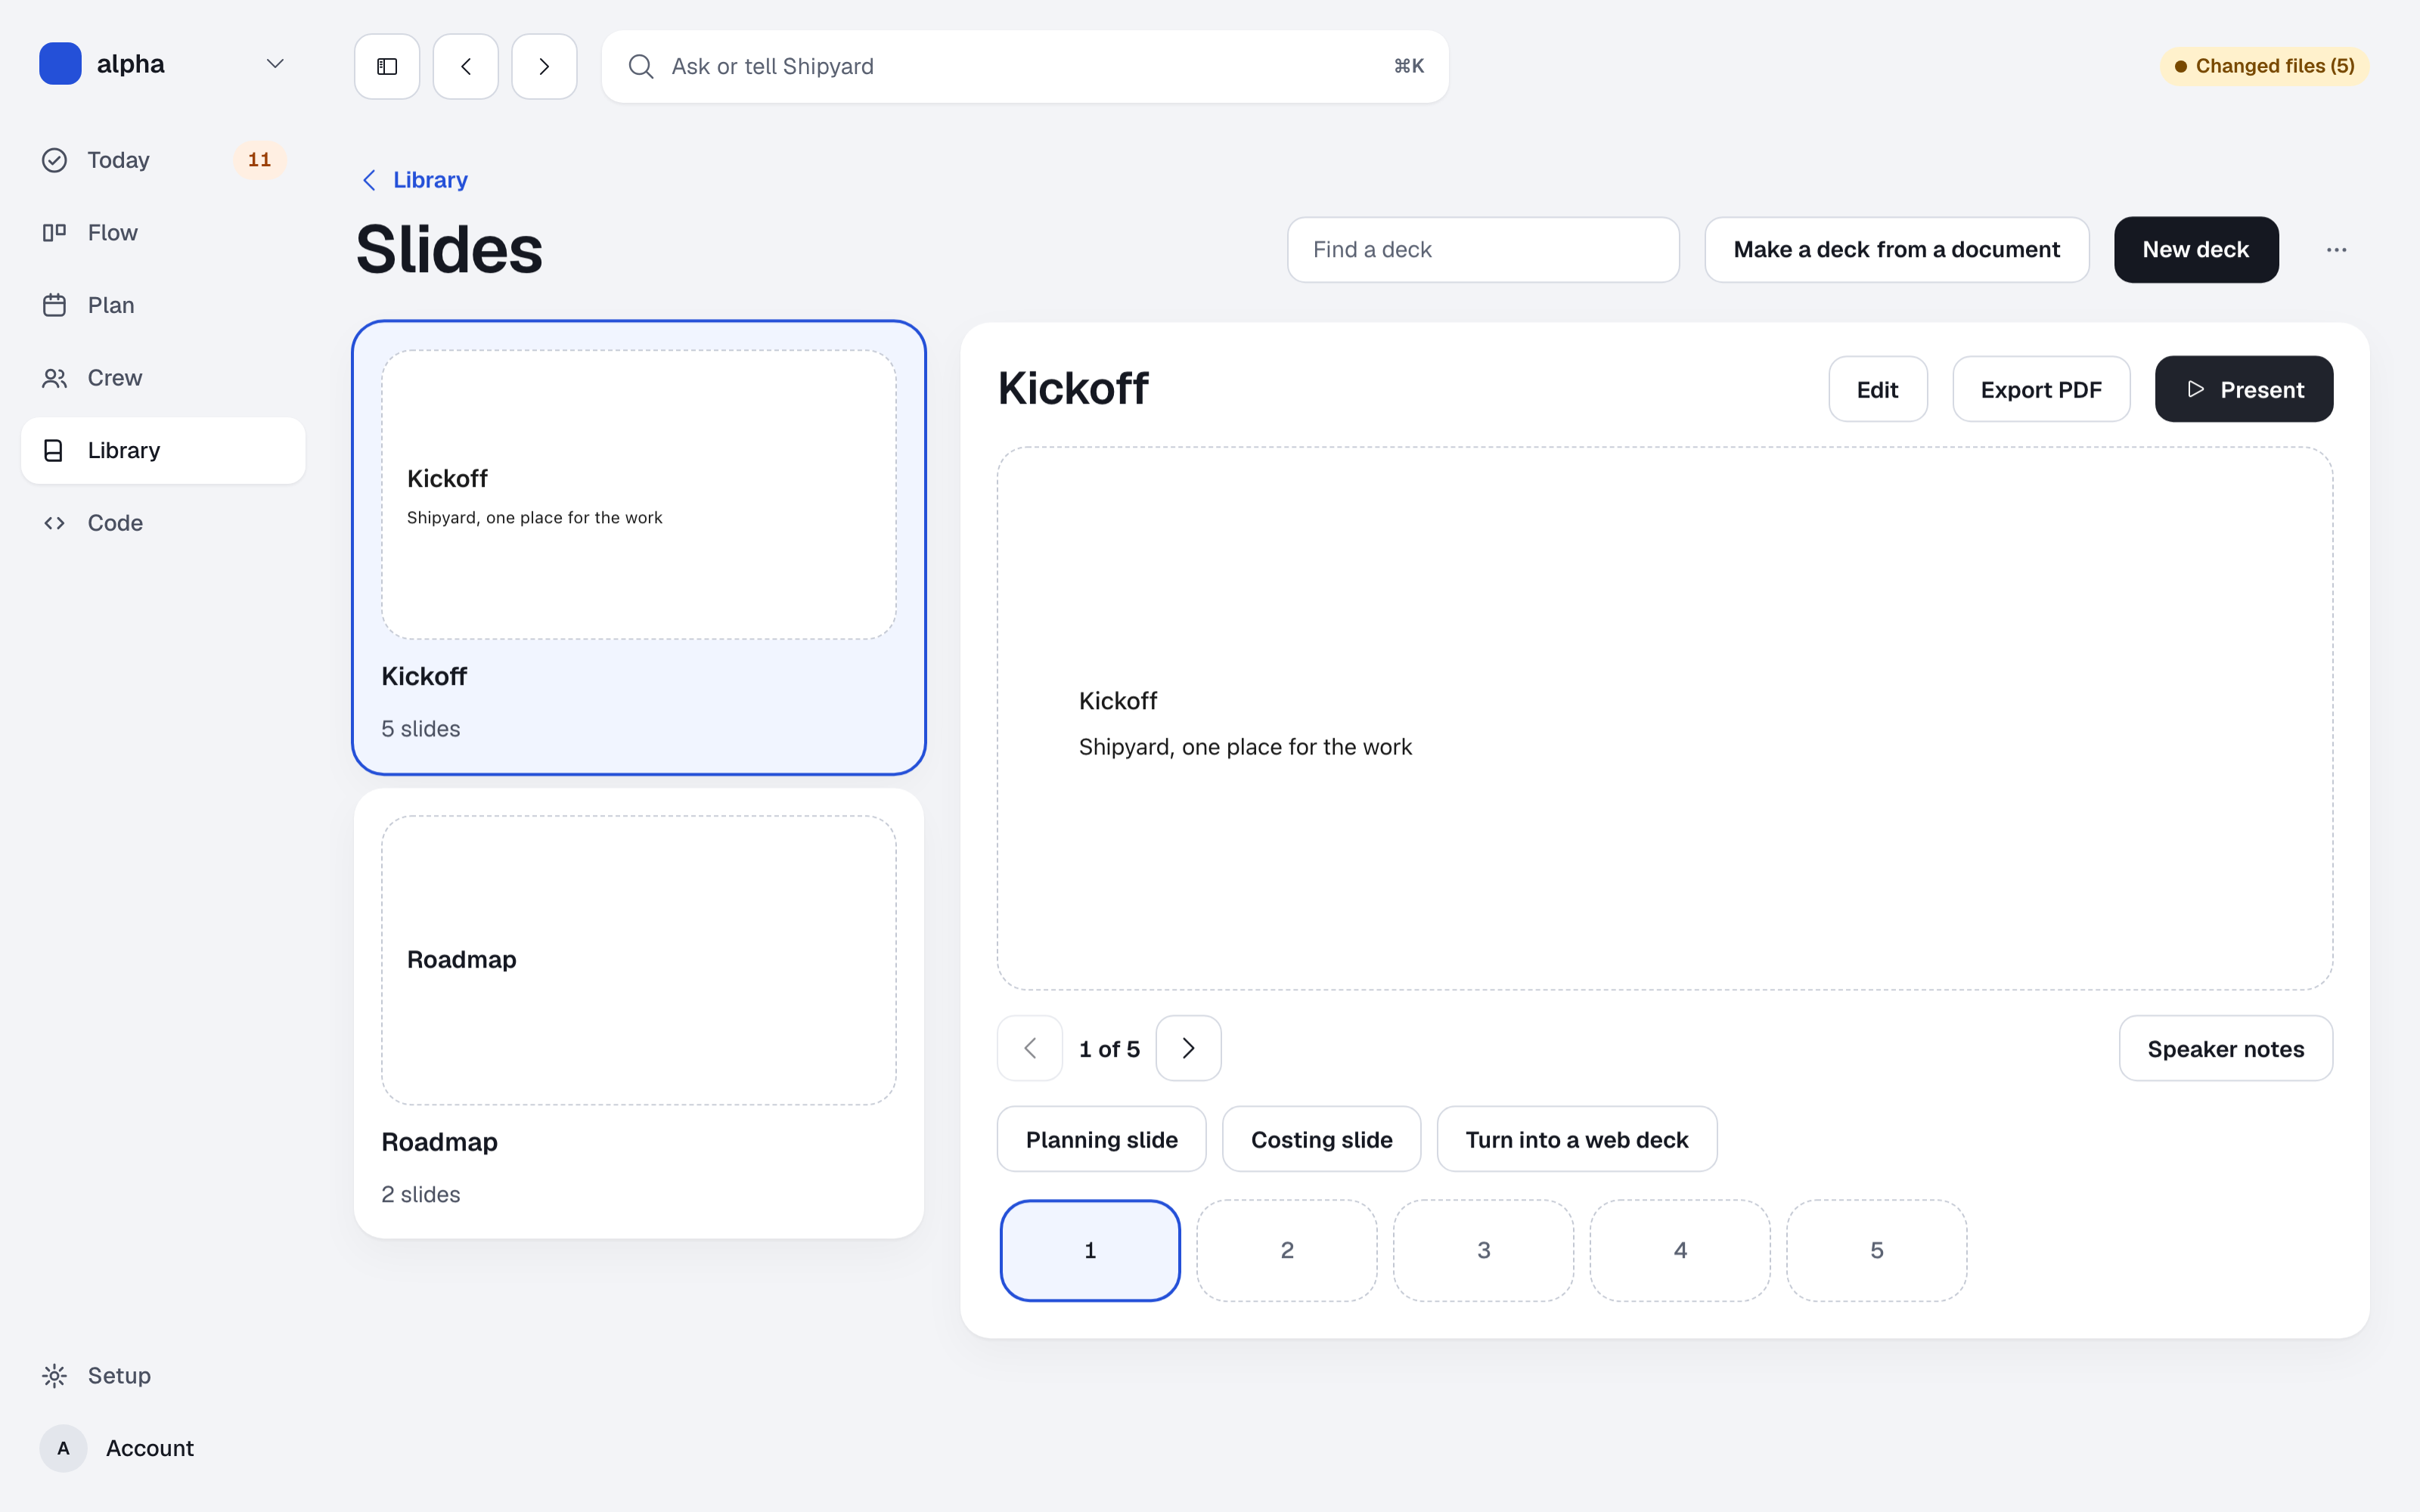 alpha
Ask or tell Shipyard
⌘K
Changed files (5)
Today
11
Flow
Plan
Crew
Library
Code
Setup
A
Account
Library
Slides
Find a deck
Make a deck from a document
New deck
Kickoff
Shipyard, one place for the work
Kickoff
5 slides
Roadmap
Roadmap
2 slides
Kickoff
Edit
Export PDF
Present
Kickoff
Shipyard, one place for the work
1 of 5
Speaker notes
Planning slide
Costing slide
Turn into a web deck
1
2
3
4
5